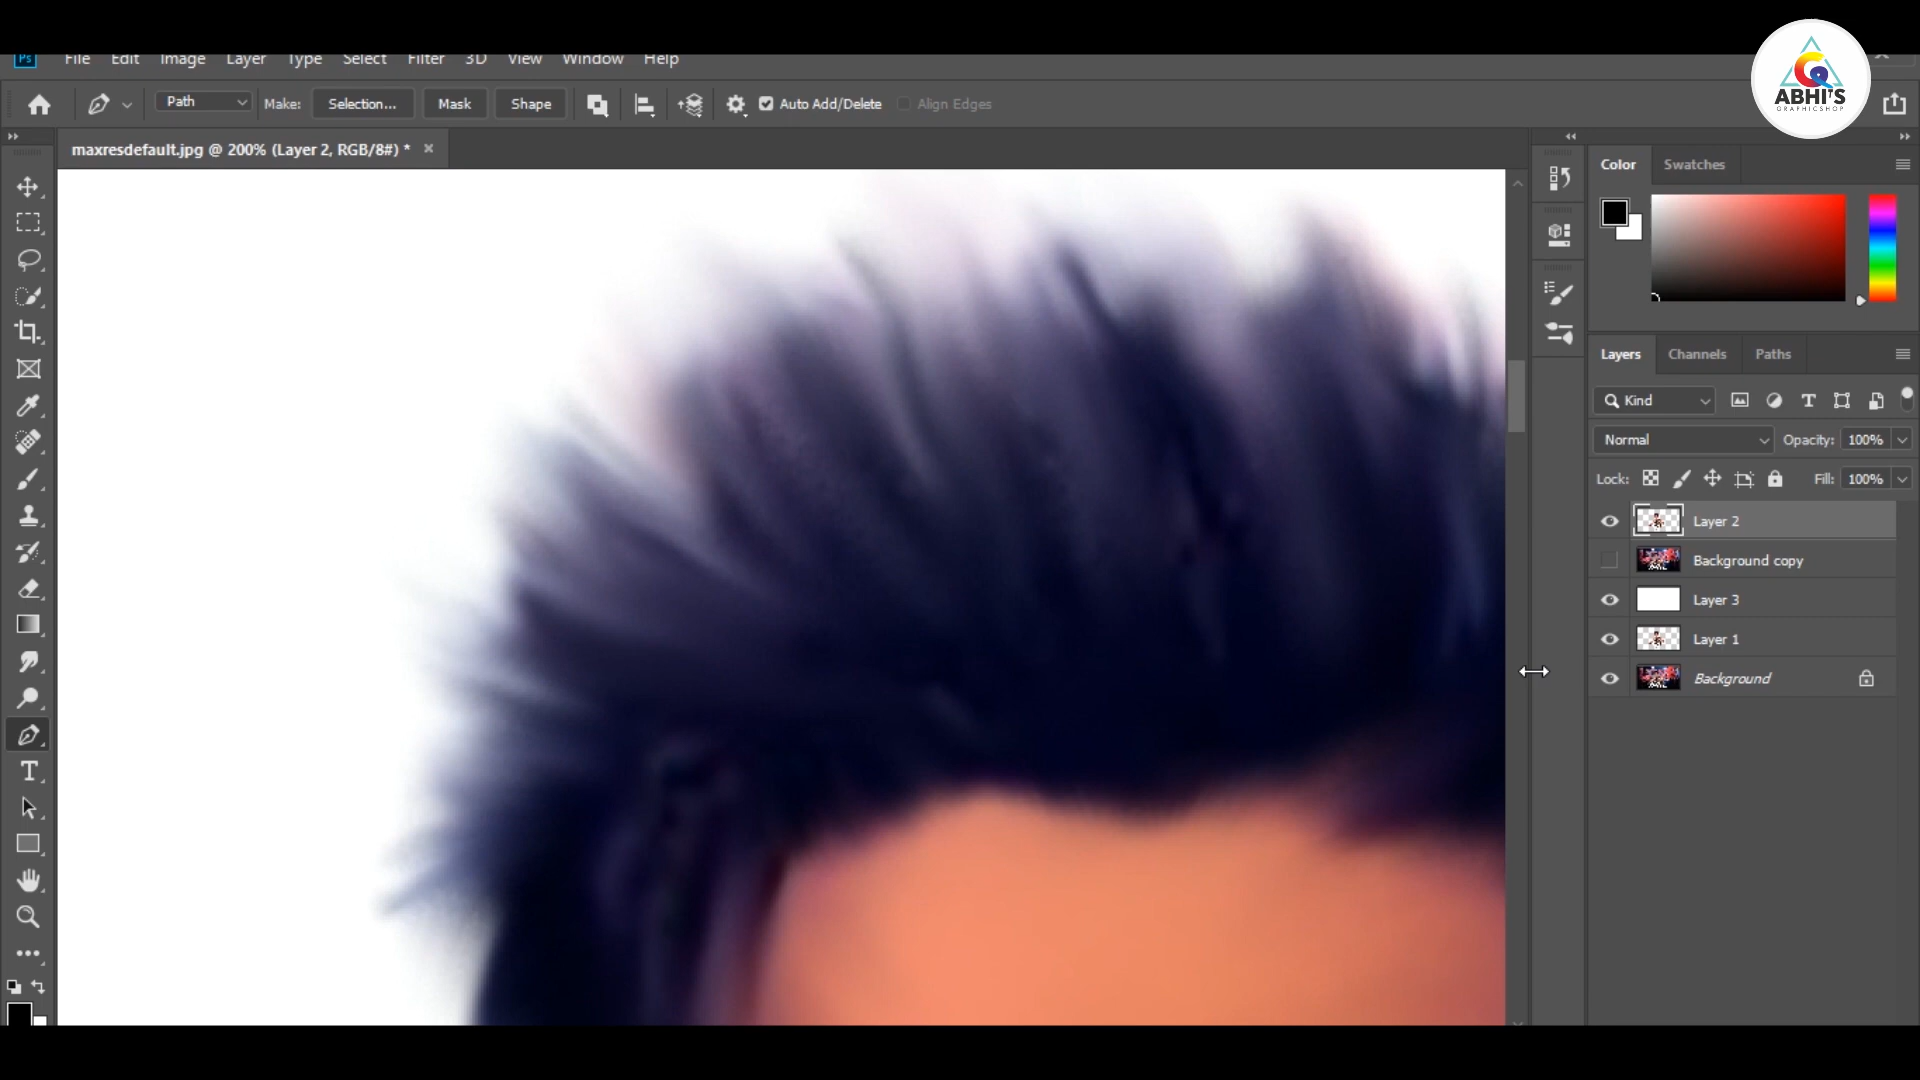 Ps File Edit Image Layer Type Select Filter 3D View Window Help
ABHI'S
GRAPHICSHOP
Path Make: Selection... Mask Shape Auto Add/Delete Align Edges
maxresdefault.jpg @ 200% (Layer 2, RGB/8#) * ×
Color Swatches
Layers Channels Paths
Kind
Normal Opacity: 100%
Lock: Fill: 100%
Layer 2
Background copy
Layer 3
Layer 1
Background